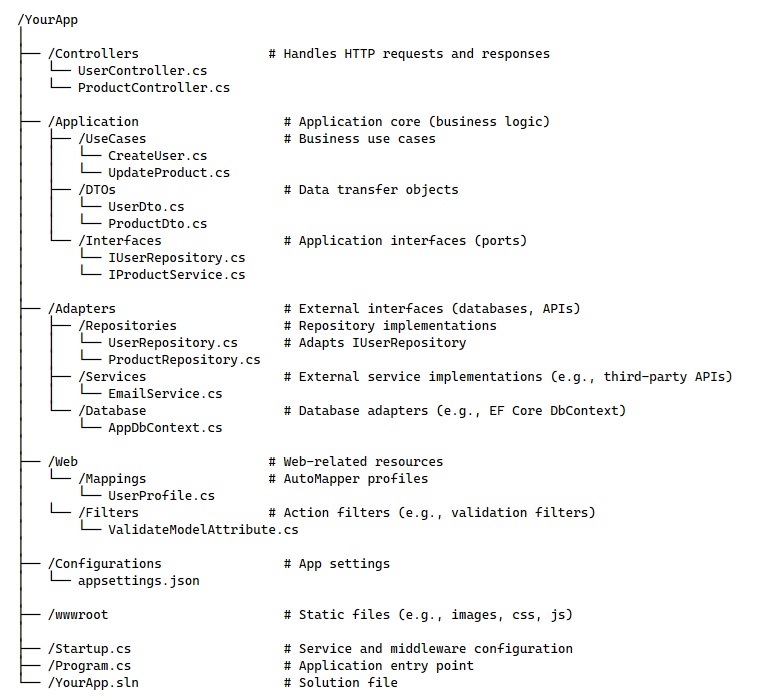 /YourApp
│
├── /Controllers                 # Handles HTTP requests and responses
│   └── UserController.cs
│   └── ProductController.cs
│
├── /Application                   # Application core (business logic)
│   ├── /UseCases                  # Business use cases
│   │   └── CreateUser.cs
│   │   └── UpdateProduct.cs
│   ├── /DTOs                      # Data transfer objects
│   │   └── UserDto.cs
│   │   └── ProductDto.cs
│   └── /Interfaces                # Application interfaces (ports)
│       └── IUserRepository.cs
│       └── IProductService.cs
│
├── /Adapters                      # External interfaces (databases, APIs)
│   ├── /Repositories              # Repository implementations
│   │   └── UserRepository.cs      # Adapts IUserRepository
│   │   └── ProductRepository.cs
│   ├── /Services                  # External service implementations (e.g., third-party APIs)
│   │   └── EmailService.cs
│   └── /Database                  # Database adapters (e.g., EF Core DbContext)
│       └── AppDbContext.cs
│
├── /Web                         # Web-related resources
│   └── /Mappings                # AutoMapper profiles
│       └── UserProfile.cs
│   └── /Filters                 # Action filters (e.g., validation filters)
│       └── ValidateModelAttribute.cs
│
├── /Configurations                # App settings
│   └── appsettings.json
│
├── /wwwroot                       # Static files (e.g., images, css, js)
│
├── /Startup.cs                    # Service and middleware configuration
├── /Program.cs                    # Application entry point
└── /YourApp.sln                   # Solution file